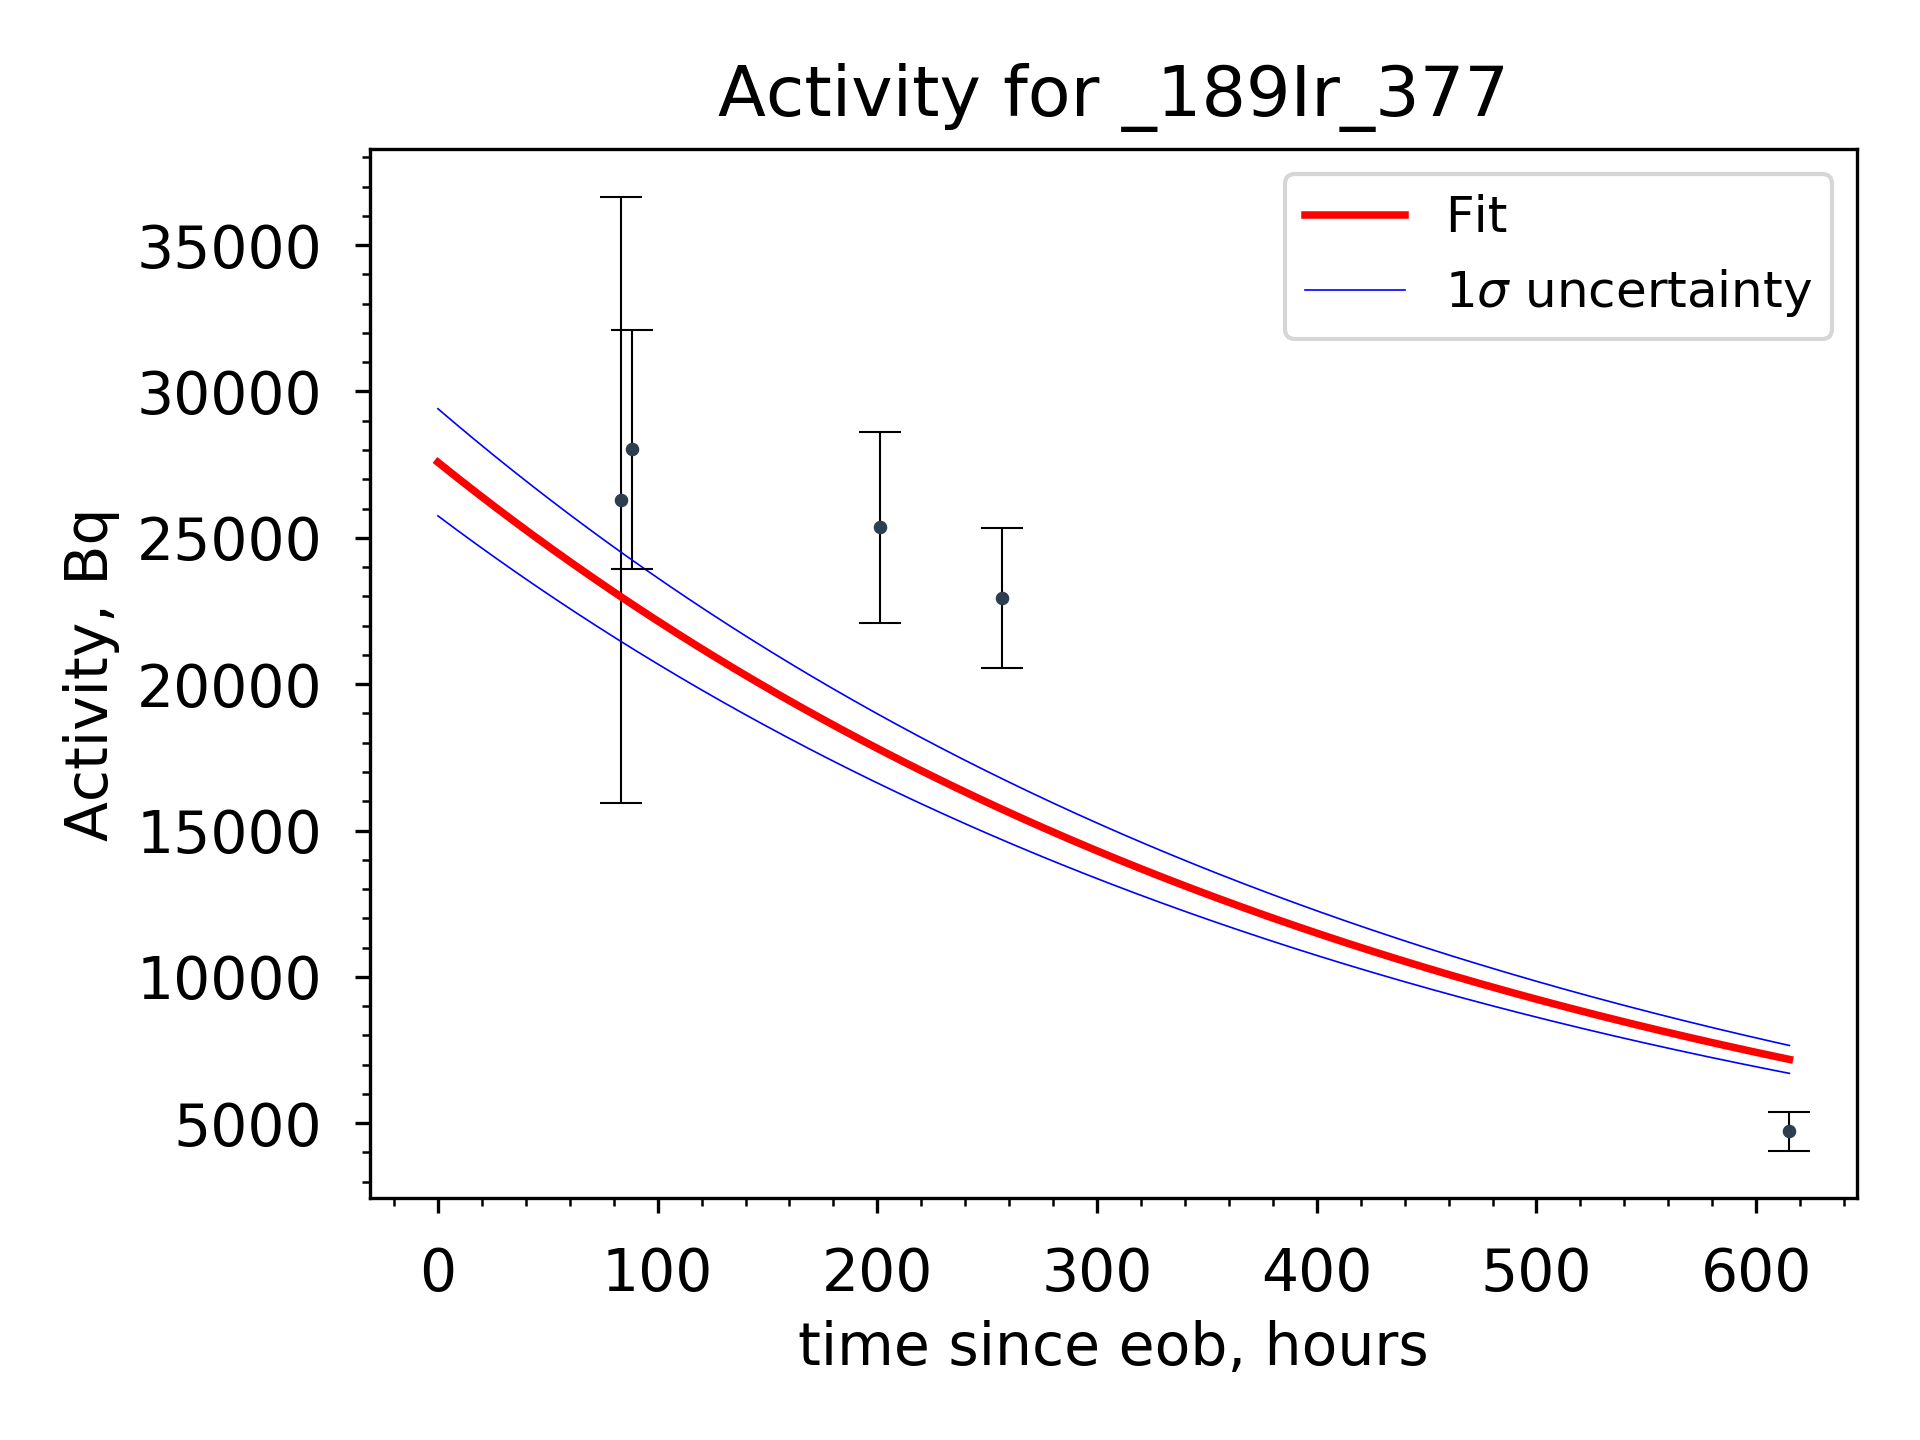 Activity for _189Ir_377
Fit
1σ uncertainty
35000
30000
25000
20000
15000
10000
5000
Activity, Bq
0 100 200 300 400 500 600
time since eob, hours